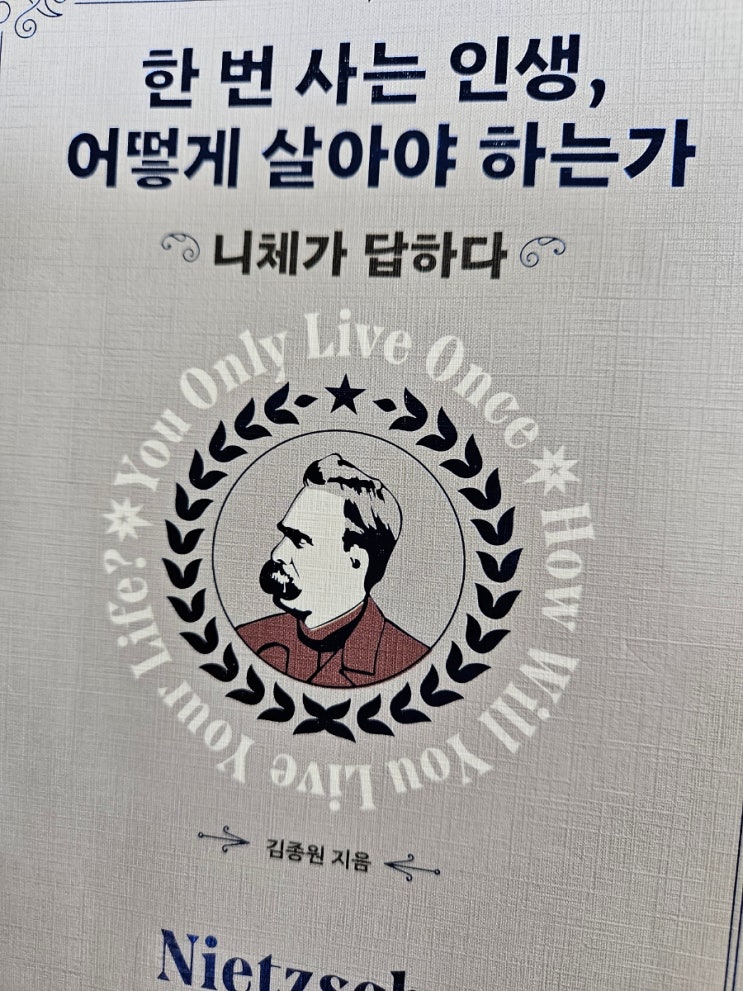 한 번 사는 인생,
어떻게 살아야 하는가
니체가 답하다
You Only Live Once
How Will You Live Your Life?
김종원 지음